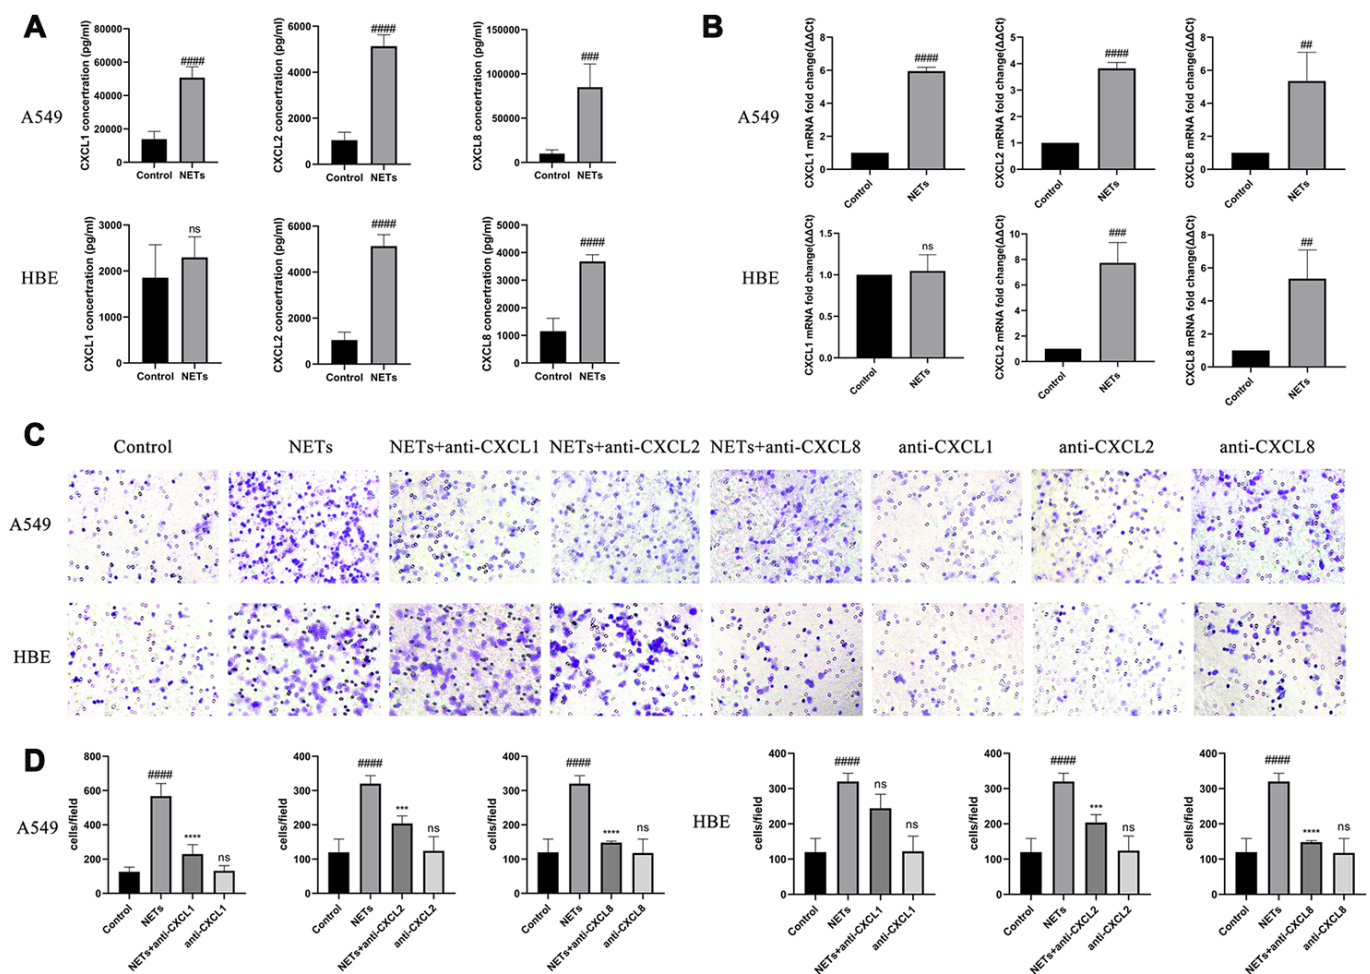 A
B
A549
CXCL1 concertration (pg/ml)
80000
60000
40000
20000
0
####
Control
NETs
CXCL2 concertration (pg/ml)
6000
4000
2000
0
####
Control
NETs
CXCL8 concertration (pg/ml)
150000
100000
50000
0
###
Control
NETs
A549
CXCL1 mRNA fold change(ΔΔCt)
8
6
4
2
0
####
Control
NETs
CXCL2 mRNA fold change(ΔΔCt)
5
4
3
2
1
0
####
Control
NETs
CXCL8 mRNA fold change(ΔΔCt)
8
6
4
2
0
##
Control
NETs
HBE
CXCL1 concertration (pg/ml)
3000
2000
1000
0
ns
Control
NETs
CXCL2 concertration (pg/ml)
6000
4000
2000
0
####
Control
NETs
CXCL8 concertration (pg/ml)
5000
4000
3000
2000
1000
0
####
Control
NETs
HBE
CXCL1 mRNA fold change(ΔΔCt)
1.5
1.0
0.5
0.0
ns
Control
NETs
CXCL2 mRNA fold change(ΔΔCt)
10
8
6
4
2
0
###
Control
NETs
CXCL8 mRNA fold change(ΔΔCt)
8
6
4
2
0
##
Control
NETs
C
Control
NETs
NETs+anti-CXCL1
NETs+anti-CXCL2
NETs+anti-CXCL8
anti-CXCL1
anti-CXCL2
anti-CXCL8
A549
HBE
D
A549
cells/field
800
600
400
200
0
####
****
ns
Control
NETs
NETs+anti-CXCL1
anti-CXCL1
cells/field
400
300
200
100
0
####
***
ns
Control
NETs
NETs+anti-CXCL2
anti-CXCL2
cells/field
400
300
200
100
0
####
****
ns
Control
NETs
NETs+anti-CXCL8
anti-CXCL8
HBE
cells/field
400
300
200
100
0
####
ns
ns
Control
NETs
NETs+anti-CXCL1
anti-CXCL1
cells/field
400
300
200
100
0
####
***
ns
Control
NETs
NETs+anti-CXCL2
anti-CXCL2
cells/field
400
300
200
100
0
####
****
ns
Control
NETs
NETs+anti-CXCL8
anti-CXCL8